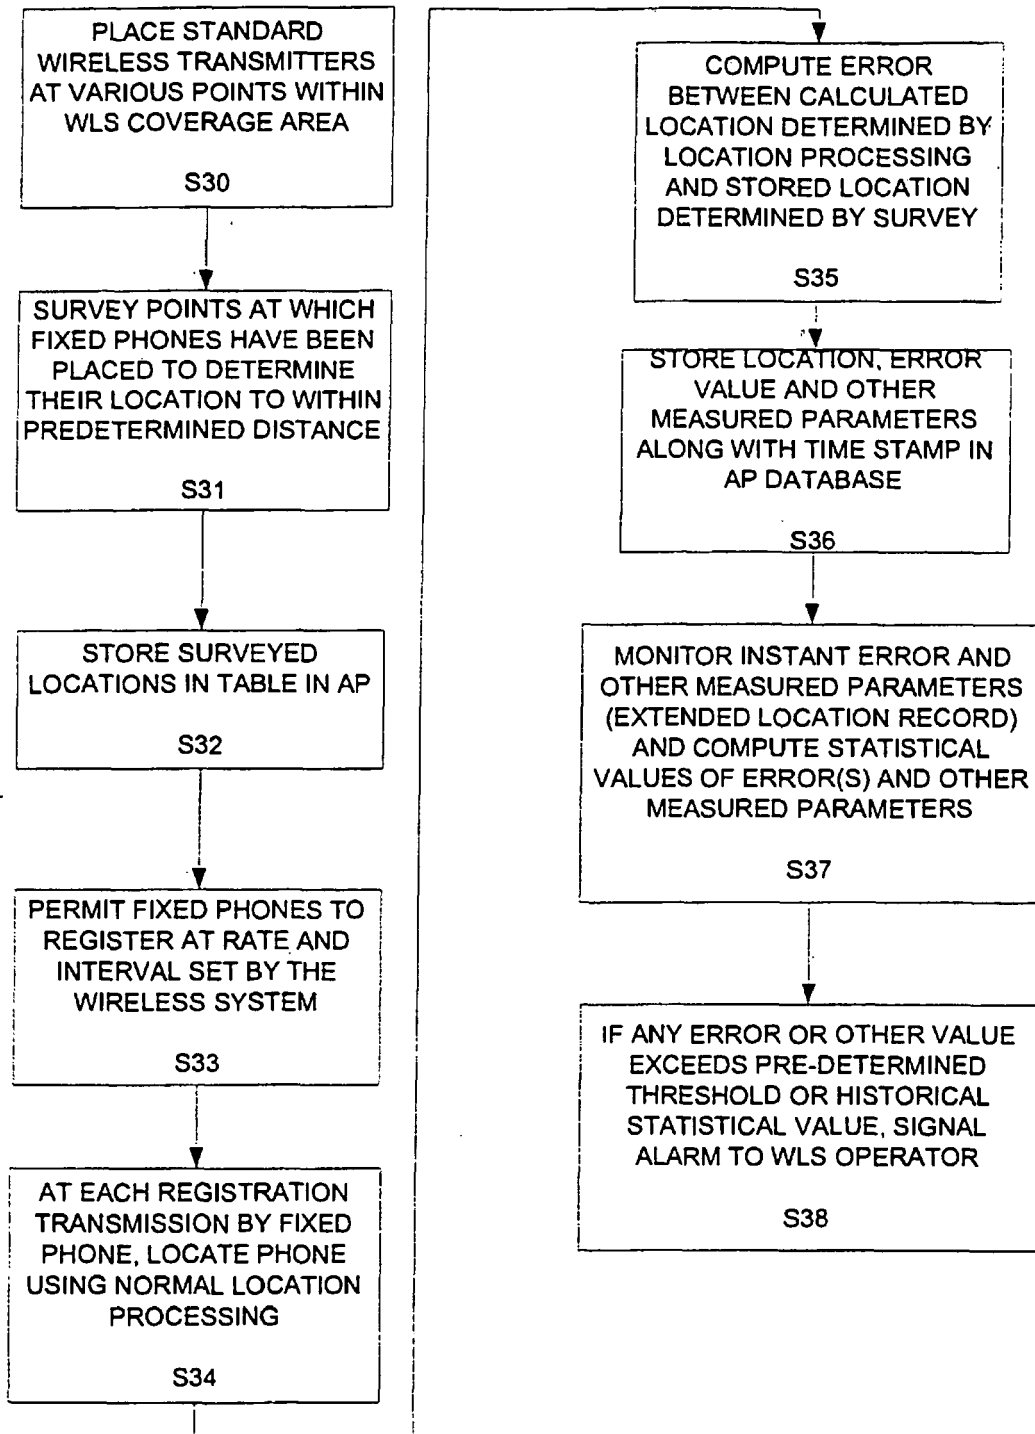 PLACE STANDARD
WIRELESS TRANSMITTERS
AT VARIOUS POINTS WITHIN
WLS COVERAGE AREA
S30
SURVEY POINTS AT WHICH
FIXED PHONES HAVE BEEN
PLACED TO DETERMINE
THEIR LOCATION TO WITHIN
PREDETERMINED DISTANCE
S31
STORE SURVEYED
LOCATIONS IN TABLE IN AP
S32
PERMIT FIXED PHONES TO
REGISTER AT RATE AND
INTERVAL SET BY THE
WIRELESS SYSTEM
S33
AT EACH REGISTRATION
TRANSMISSION BY FIXED
PHONE, LOCATE PHONE
USING NORMAL LOCATION
PROCESSING
S34
COMPUTE ERROR
BETWEEN CALCULATED
LOCATION DETERMINED BY
LOCATION PROCESSING
AND STORED LOCATION
DETERMINED BY SURVEY
S35
STORE LOCATION, ERROR
VALUE AND OTHER
MEASURED PARAMETERS
ALONG WITH TIME STAMP IN
AP DATABASE
S36
MONITOR INSTANT ERROR AND
OTHER MEASURED PARAMETERS
(EXTENDED LOCATION RECORD)
AND COMPUTE STATISTICAL
VALUES OF ERROR(S) AND OTHER
MEASURED PARAMETERS
S37
IF ANY ERROR OR OTHER VALUE
EXCEEDS PRE-DETERMINED
THRESHOLD OR HISTORICAL
STATISTICAL VALUE, SIGNAL
ALARM TO WLS OPERATOR
S38